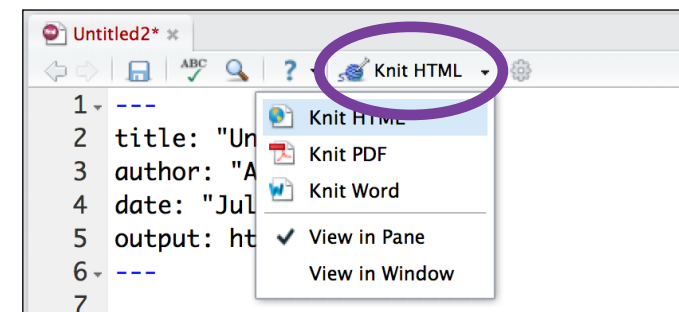 Untitled2*
ABC ? Knit HTML
1 ---
2 title: "Un
3 author: "A
4 date: "Jul
5 output: ht
6 ---
7
Knit HTML
Knit PDF
Knit Word
View in Pane
View in Window